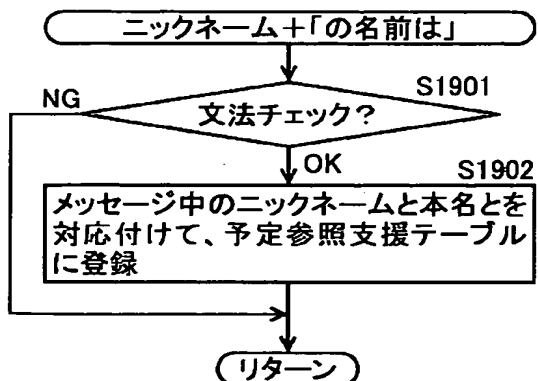 ニックネーム+「の名前は」
S1901
NG
文法チェック?
OK
S1902
メッセージ中のニックネームと本名とを
対応付けて、予定参照支援テーブル
に登録
リターン